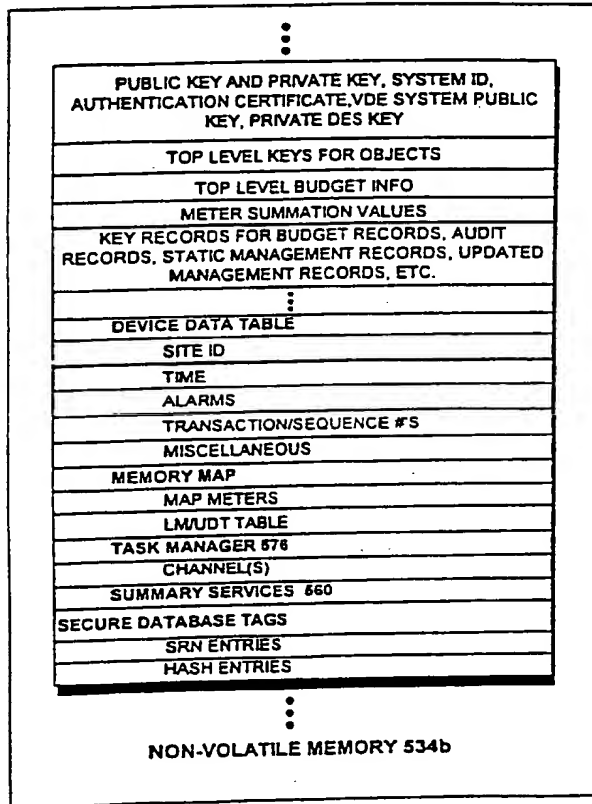 PUBLIC KEY AND PRIVATE KEY, SYSTEM ID,
AUTHENTICATION CERTIFICATE,VDE SYSTEM PUBLIC
KEY, PRIVATE DES KEY
TOP LEVEL KEYS FOR OBJECTS
TOP LEVEL BUDGET INFO
METER SUMMATION VALUES
KEY RECORDS FOR BUDGET RECORDS, AUDIT
RECORDS, STATIC MANAGEMENT RECORDS, UPDATED
MANAGEMENT RECORDS, ETC.
DEVICE DATA TABLE
SITE ID
TIME
ALARMS
TRANSACTION/SEQUENCE #'S
MISCELLANEOUS
MEMORY MAP
MAP METERS
LM/UDT TABLE
TASK MANAGER 576
CHANNEL(S)
SUMMARY SERVICES 560
SECURE DATABASE TAGS
SRN ENTRIES
HASH ENTRIES
NON-VOLATILE MEMORY 534b